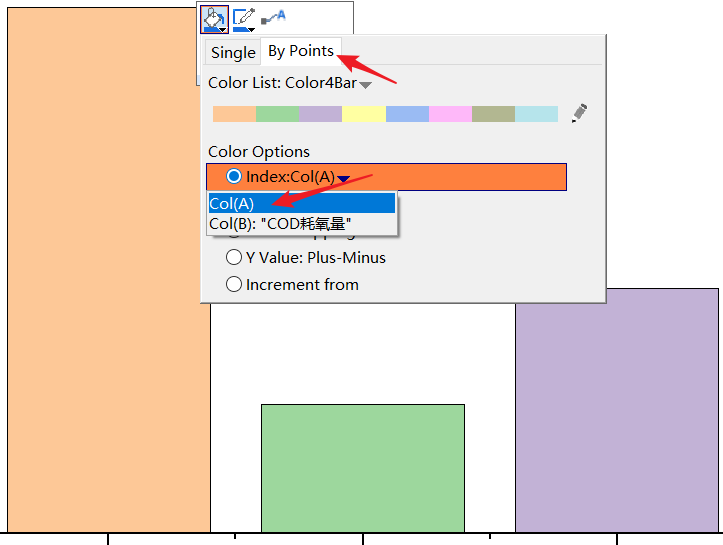 Single By Points
Color List: Color4Bar
Color Options
Index:Col(A)
Col(A)
Col(B): "COD耗氧量"
Y Value: Plus-Minus
Increment from